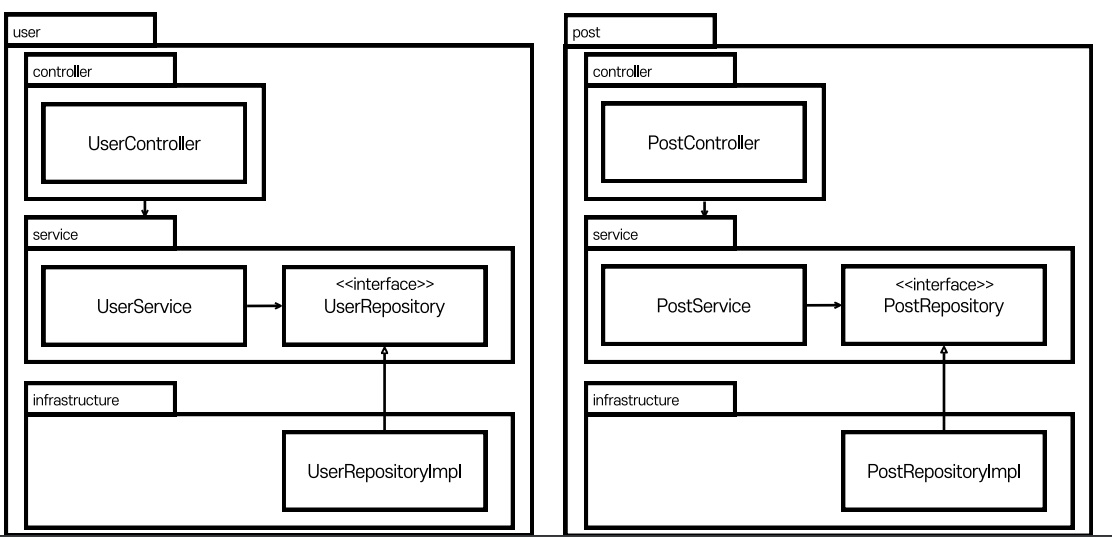 user
controller
UserController
service
UserService
<<interface>>
UserRepository
infrastructure
UserRepositoryImpl
post
controller
PostController
service
PostService
<<interface>>
PostRepository
infrastructure
PostRepositoryImpl